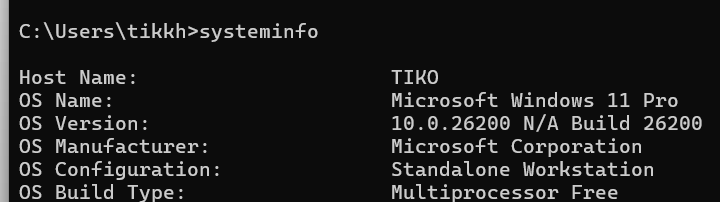 C:\Users\tikkh>systeminfo
Host Name: TIKO
OS Name: Microsoft Windows 11 Pro
OS Version: 10.0.26200 N/A Build 26200
OS Manufacturer: Microsoft Corporation
OS Configuration: Standalone Workstation
OS Build Type: Multiprocessor Free